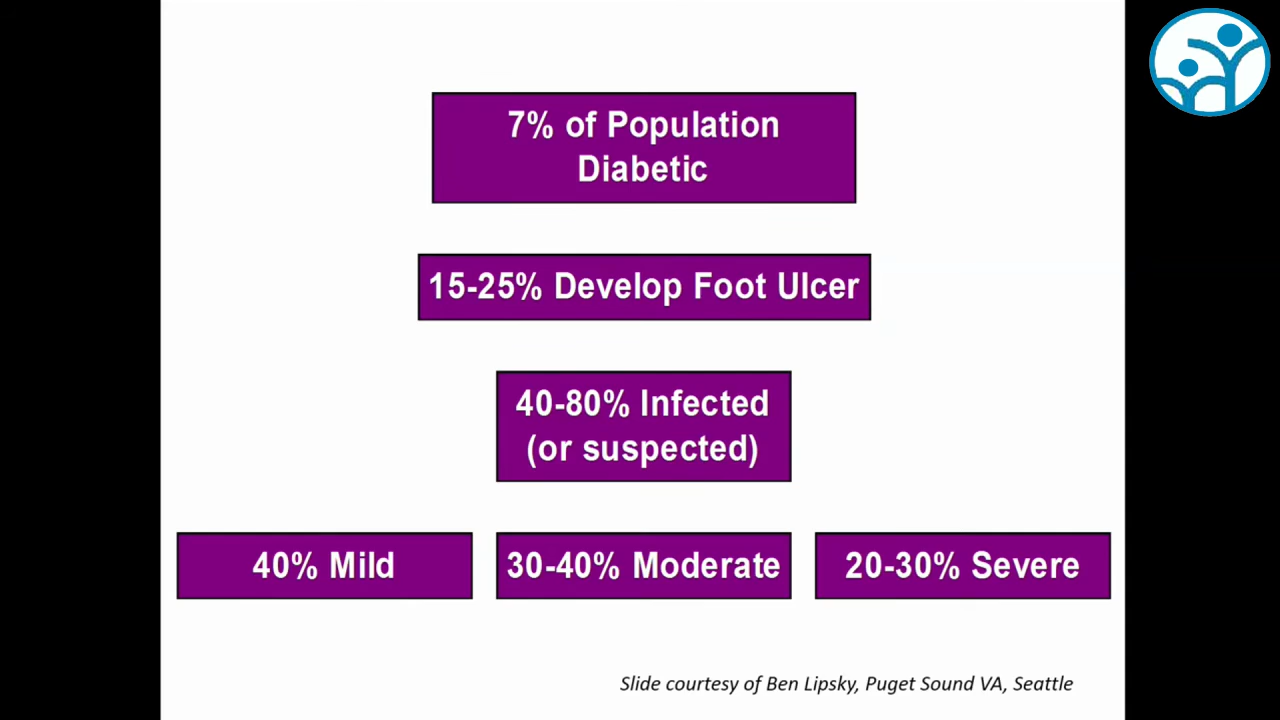 7% of Population
Diabetic
15-25% Develop Foot Ulcer
40-80% Infected
(or suspected)
40% Mild
30-40% Moderate
20-30% Severe
Slide courtesy of Ben Lipsky, Puget Sound VA, Seattle